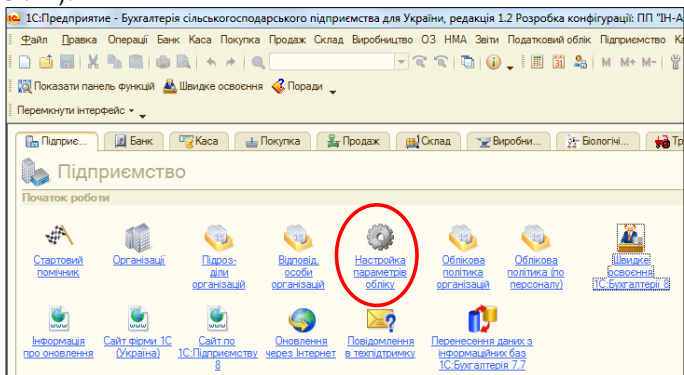 1С:Предприятие - Бухгалтерія сільськогосподарського підприємства для України, редакція 1.2 Розробка конфігурації: ПП "ІН-А
Файл Правка Операції Банк Каса Покупка Продаж Склад Виробництво ОЗ НМА Звіти Податковий облік Підприємство Ка
M M+ M-
Показати панель функцій Швидке освоєння Поради
Перемкнути інтерфейс
Підприє... Банк Каса Покупка Продаж Склад Виробни... Біологічі... Тр
Підприємство
Початок роботи
Стартовий помічник
Організації
Підроз-
діли
організацій
Відповід.
особи
організацій
Настройка
параметрів
обліку
Облікова
політика
організацій
Облікова
політика (по
персоналу)
Швидке
освоєння
1С:Бухгалтерії 8
Інформація
про оновлення
Сайт фірми 1С
(Україна)
Сайт по
1С:Підприємству
8
Оновлення
через Інтернет
Повідомлення
в техпідтримку
Перенесення даних з
інформаційних баз
1С:Бухгалтерія 7.7